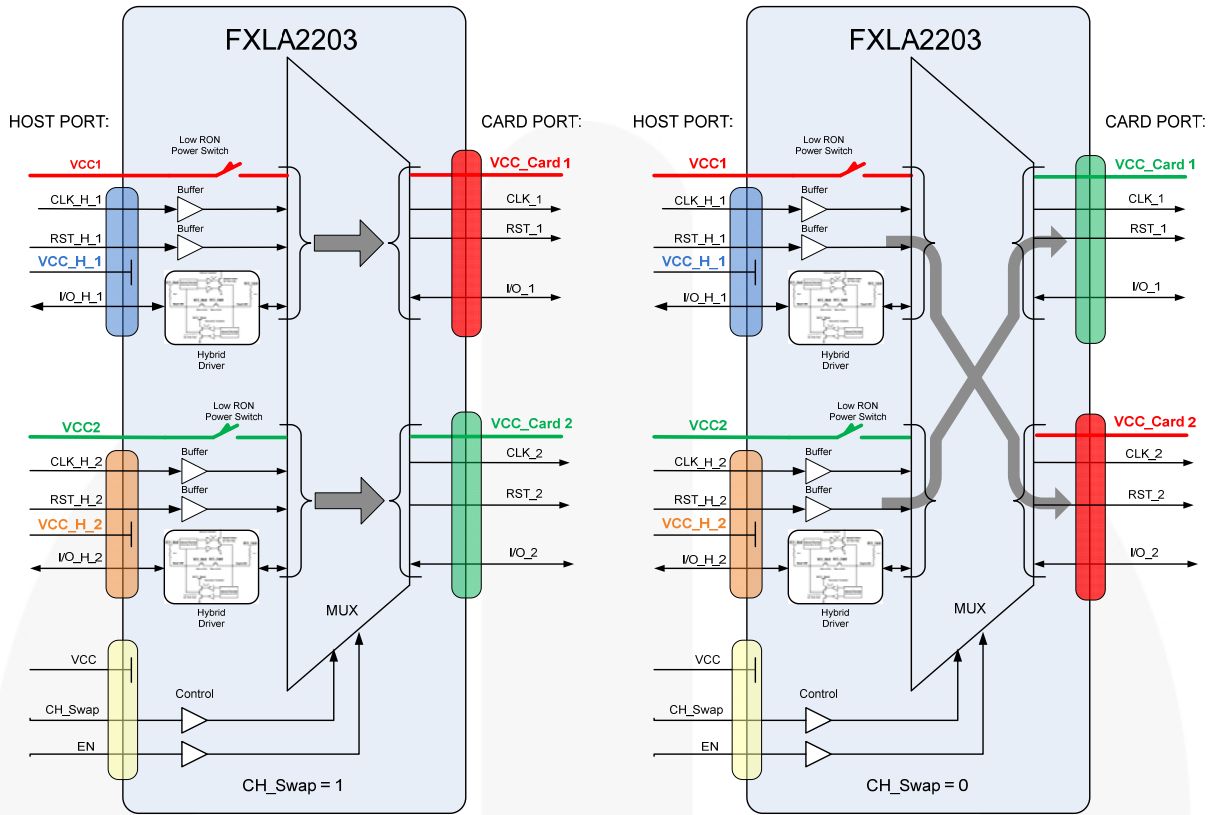 FXLA2203
HOST PORT:
CARD PORT:
Low RON
Power Switch
VCC1
VCC_Card 1
Buffer
CLK_H_1
CLK_1
Buffer
RST_H_1
RST_1
VCC_H_1
I/O_H_1
I/O_1
Hybrid
Driver
Low RON
Power Switch
VCC2
VCC_Card 2
Buffer
CLK_H_2
CLK_2
Buffer
RST_H_2
RST_2
VCC_H_2
I/O_H_2
I/O_2
Hybrid
Driver
MUX
VCC
Control
CH_Swap
EN
CH_Swap = 1
FXLA2203
HOST PORT:
CARD PORT:
Low RON
Power Switch
VCC1
VCC_Card 1
Buffer
CLK_H_1
CLK_1
Buffer
RST_H_1
RST_1
VCC_H_1
I/O_H_1
I/O_1
Hybrid
Driver
Low RON
Power Switch
VCC2
VCC_Card 2
Buffer
CLK_H_2
CLK_2
Buffer
RST_H_2
RST_2
VCC_H_2
I/O_H_2
I/O_2
Hybrid
Driver
MUX
VCC
Control
CH_Swap
EN
CH_Swap = 0